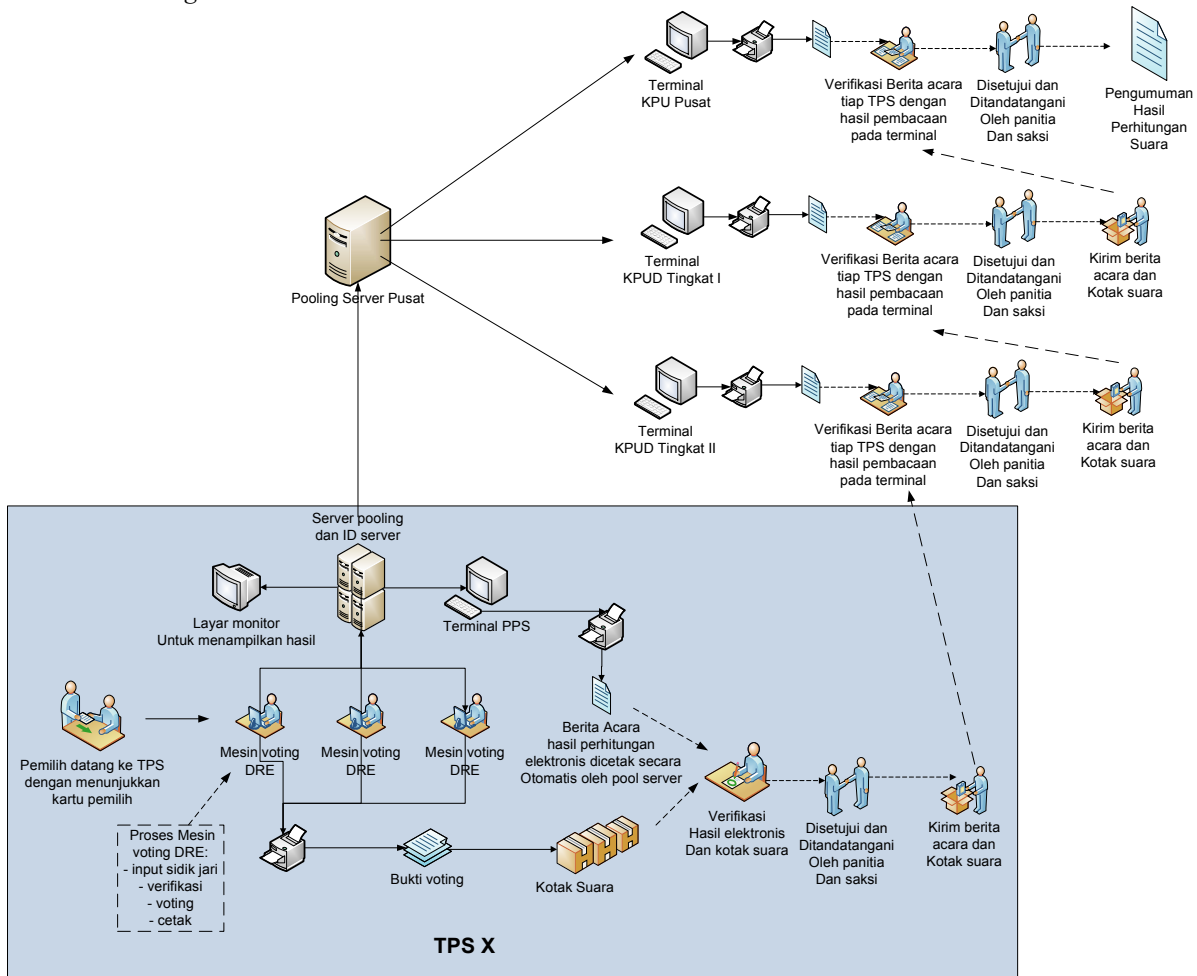 Terminal
KPU Pusat
Verifikasi Berita acara
tiap TPS dengan
hasil pembacaan
pada terminal
Disetujui dan
Ditandatangani
Oleh panitia
Dan saksi
Pengumuman
Hasil
Perhitungan
Suara
Pooling Server Pusat
Terminal
KPUD Tingkat I
Verifikasi Berita acara
tiap TPS dengan
hasil pembacaan
pada terminal
Disetujui dan
Ditandatangani
Oleh panitia
Dan saksi
Kirim berita
acara dan
Kotak suara
Terminal
KPUD Tingkat II
Verifikasi Berita acara
tiap TPS dengan
hasil pembacaan
pada terminal
Disetujui dan
Ditandatangani
Oleh panitia
Dan saksi
Kirim berita
acara dan
Kotak suara
Server pooling
dan ID server
Layar monitor
Untuk menampilkan hasil
Terminal PPS
Pemilih datang ke TPS
dengan menunjukkan
kartu pemilih
Mesin voting
DRE
Mesin voting
DRE
Mesin voting
DRE
Berita Acara
hasil perhitungan
elektronis dicetak secara
Otomatis oleh pool server
Proses Mesin
voting DRE:
- input sidik jari
- verifikasi
- voting
- cetak
Bukti voting
Kotak Suara
Verifikasi
Hasil elektronis
Dan kotak suara
Disetujui dan
Ditandatangani
Oleh panitia
Dan saksi
Kirim berita
acara dan
Kotak suara
TPS X